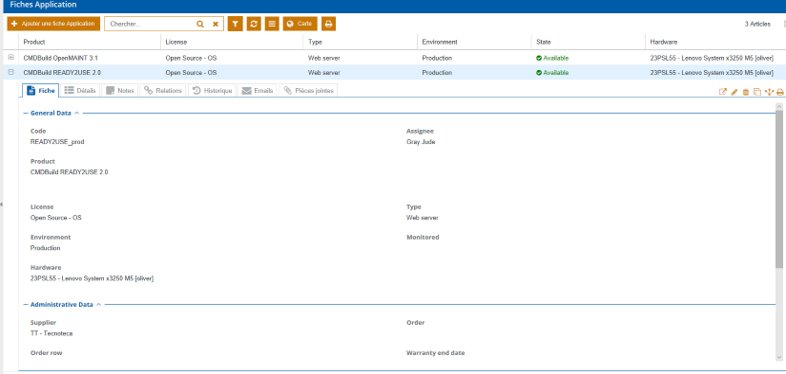 Fiches Application
Ajouter une fiche Application Chercher... Carte 3 Articles
Product License Type Environment State Hardware
CMDBuild OpenMAINT 3.1 Open Source - OS Web server Production Available 23PSL55 - Lenovo System x3250 M5 [oliver]
CMDBuild READY2USE 2.0 Open Source - OS Web server Production Available 23PSL55 - Lenovo System x3250 M5 [oliver]
Fiche Détails Notes Relations Historique Emails Pièces jointes
General Data
Code Assignee
READY2USE_prod Gray Jude
Product
CMDBuild READY2USE 2.0
License Type
Open Source - OS Web server
Environment Monitored
Production
Hardware
23PSL55 - Lenovo System x3250 M5 [oliver]
Administrative Data
Supplier Order
TT - Tecnoteca
Order row Warranty end date